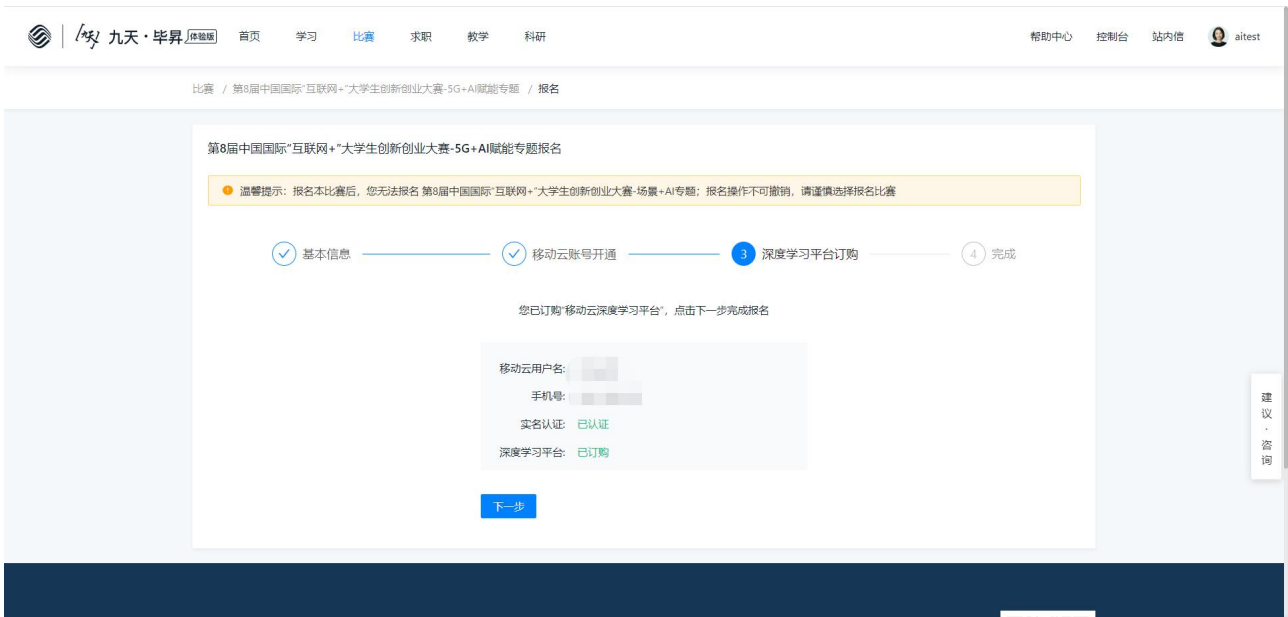 九天·毕昇 体验版 首页 学习 比赛 求职 教学 科研 帮助中心 控制台 站内信 aitest
比赛 / 第8届中国国际“互联网+”大学生创新创业大赛-5G+AI赋能专题 / 报名
第8届中国国际“互联网+”大学生创新创业大赛-5G+AI赋能专题报名
温馨提示：报名本比赛后，您无法报名 第8届中国国际“互联网+”大学生创新创业大赛-场景+AI专题；报名操作不可撤销，请谨慎选择报名比赛
基本信息 移动云账号开通 3 深度学习平台订购 4 完成
您已订购“移动云深度学习平台”，点击下一步完成报名
移动云用户名:
手机号:
实名认证: 已认证
深度学习平台: 已订购
下一步
建议·咨询